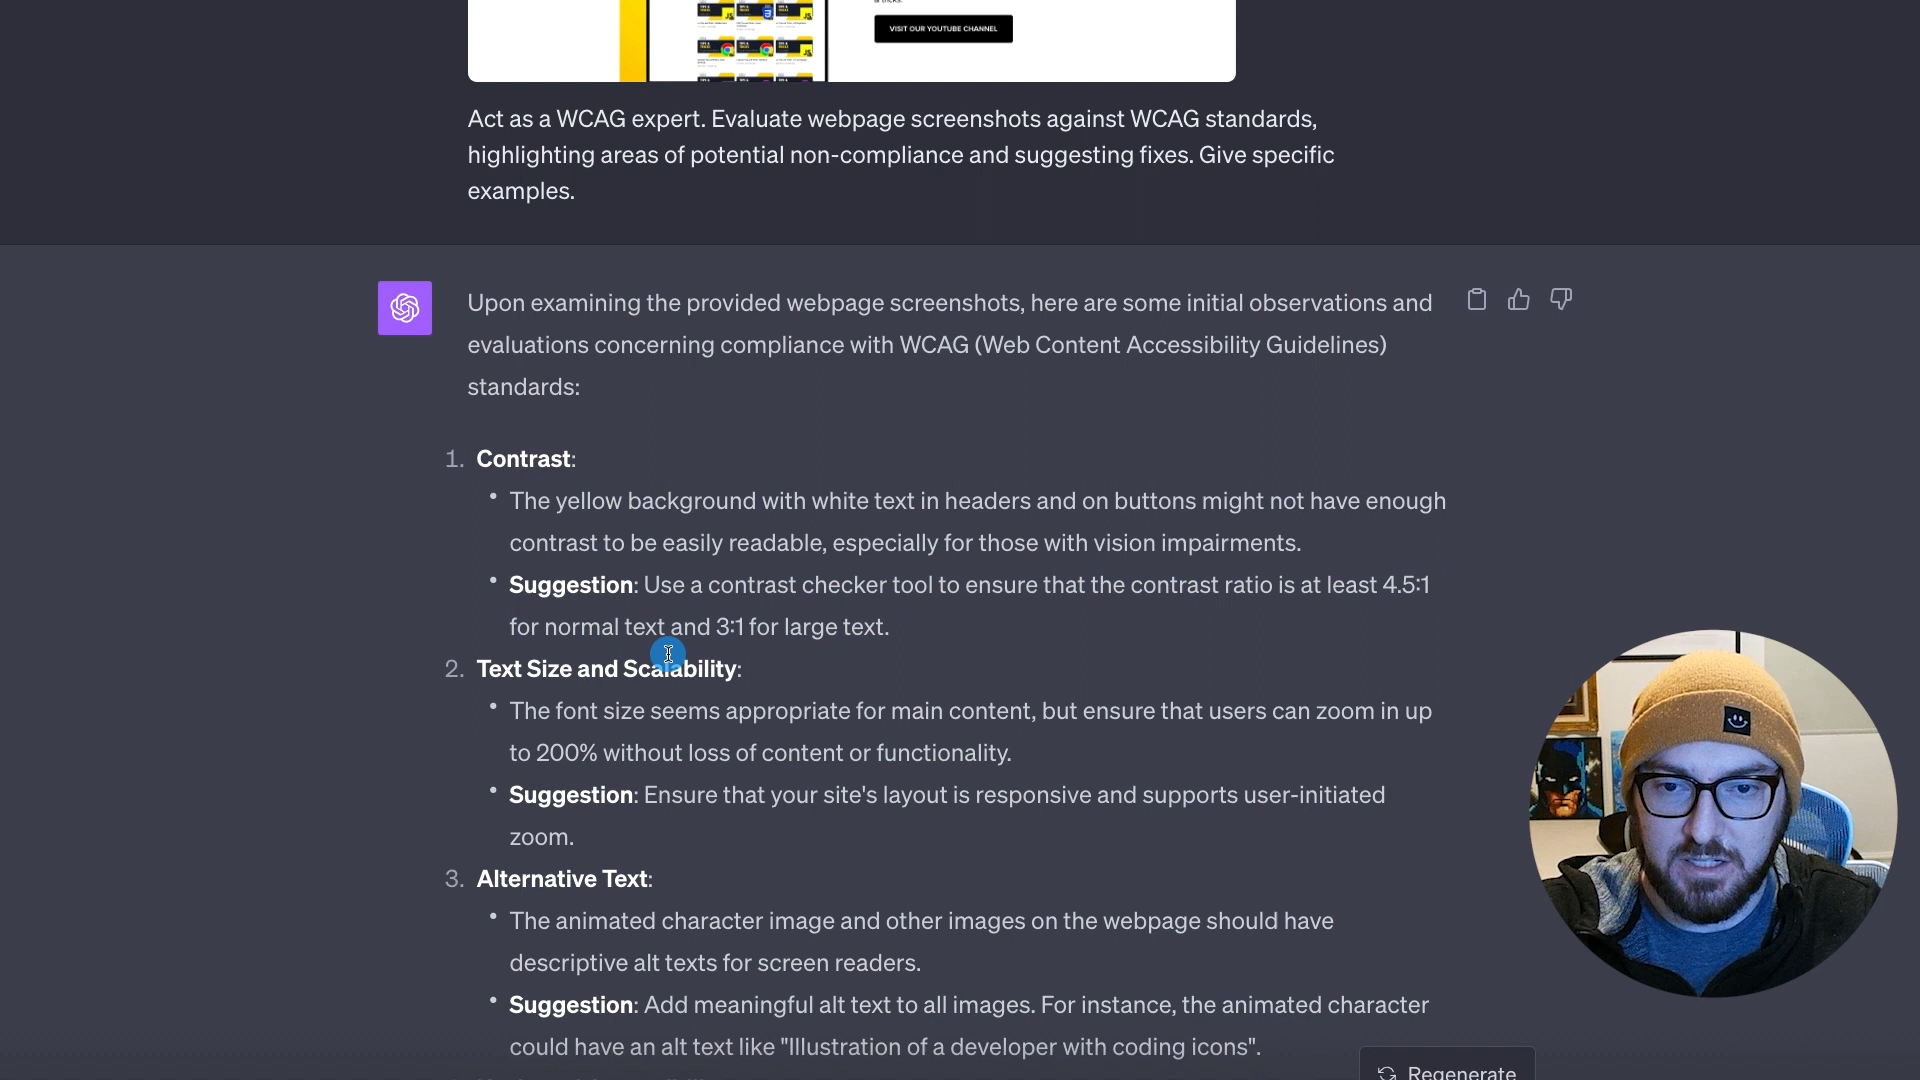 & tricks.
VISIT OUR YOUTUBE CHANNEL
Act as a WCAG expert. Evaluate webpage screenshots against WCAG standards,
highlighting areas of potential non-compliance and suggesting fixes. Give specific
examples.
Upon examining the provided webpage screenshots, here are some initial observations and
evaluations concerning compliance with WCAG (Web Content Accessibility Guidelines)
standards:
1. Contrast:
• The yellow background with white text in headers and on buttons might not have enough
contrast to be easily readable, especially for those with vision impairments.
• Suggestion: Use a contrast checker tool to ensure that the contrast ratio is at least 4.5:1
for normal text and 3:1 for large text.
2. Text Size and Scalability:
• The font size seems appropriate for main content, but ensure that users can zoom in up
to 200% without loss of content or functionality.
• Suggestion: Ensure that your site's layout is responsive and supports user-initiated
zoom.
3. Alternative Text:
• The animated character image and other images on the webpage should have
descriptive alt texts for screen readers.
• Suggestion: Add meaningful alt text to all images. For instance, the animated character
could have an alt text like "Illustration of a developer with coding icons".
Regenerate